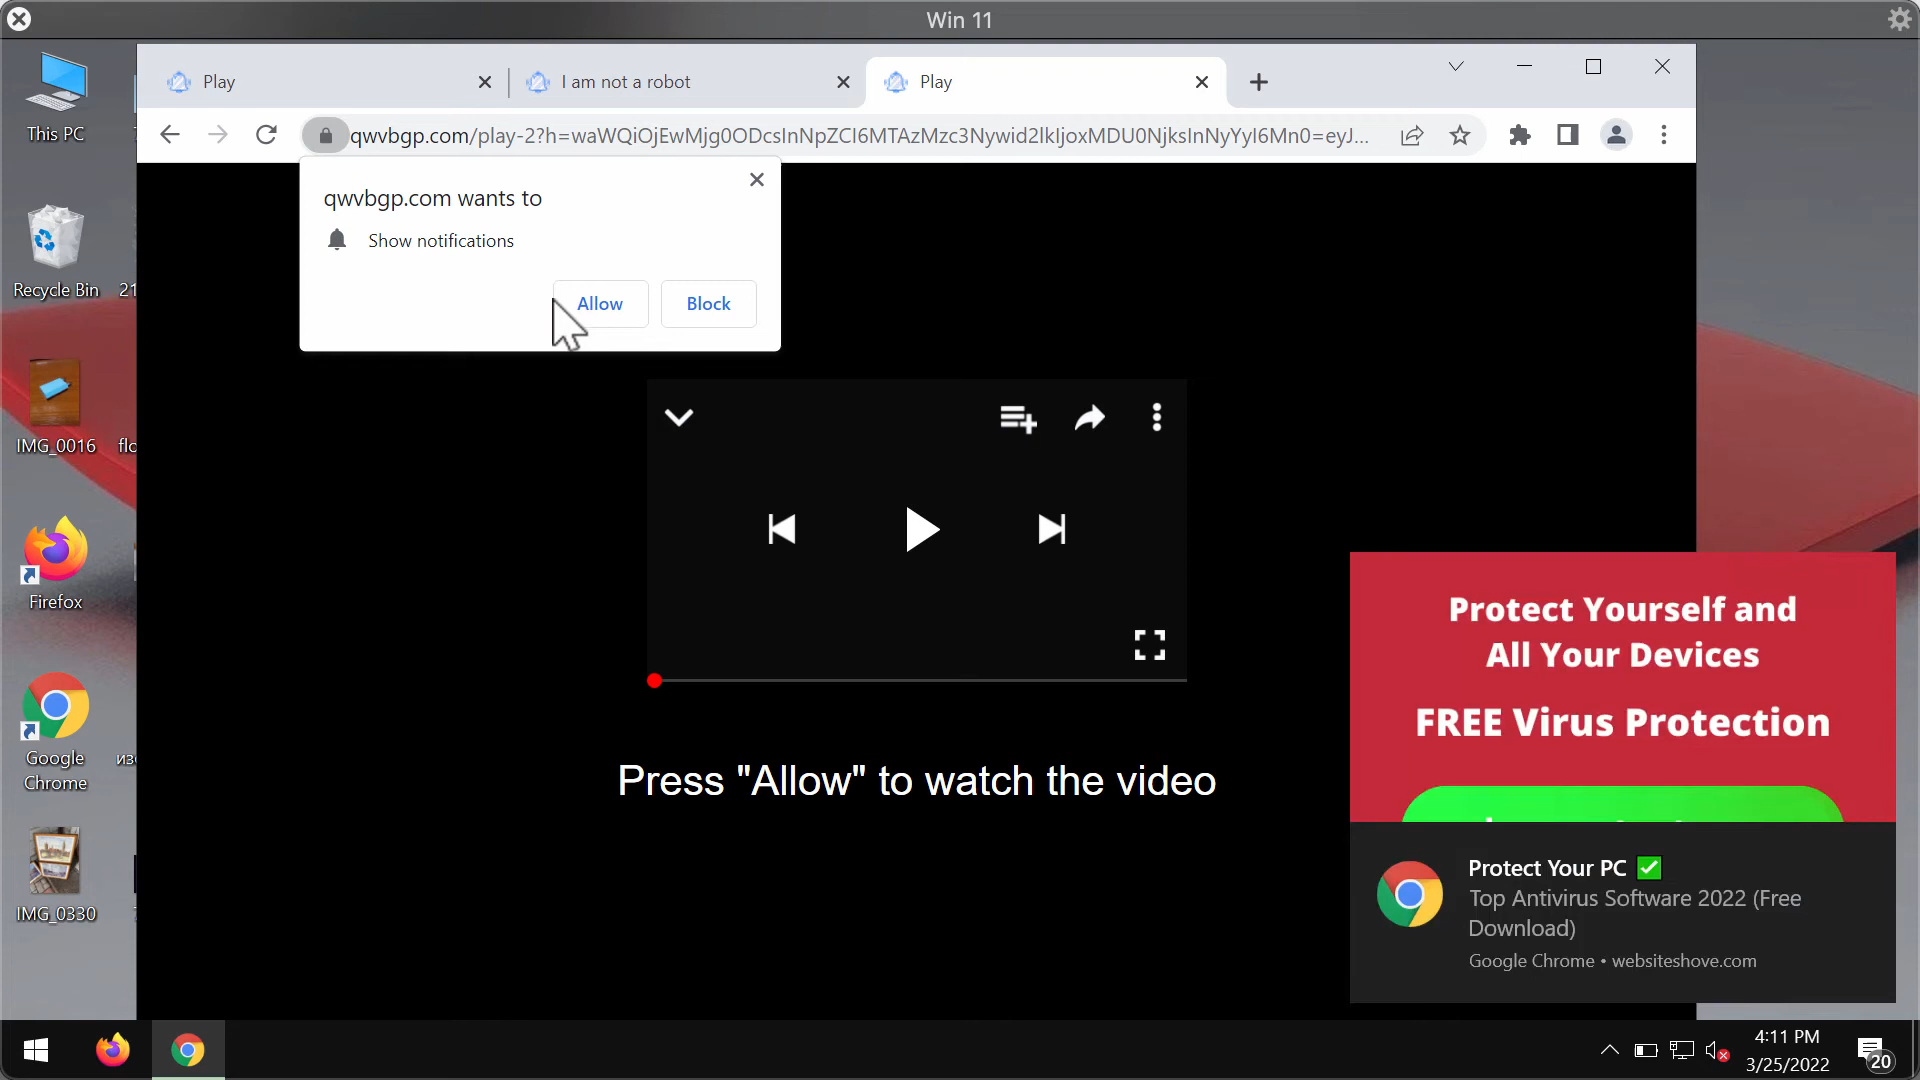 Win 11
Play
I am not a robot
Play
qwvbgp.com/play-2?h=waWQiOjEwMjg0ODcsInNpZCI6MTAzMzc3Nywid2lkIjoxMDU0NjksInNyYyI6Mn0=eyJ...
qwvbgp.com wants to
Show notifications
Allow
Block
Press "Allow" to watch the video
This PC
Recycle Bin
21
IMG_0016
flo
Firefox
Google
Chrome
изо
IMG_0330
Protect Yourself and
All Your Devices
FREE Virus Protection
Protect Your PC ✅
Top Antivirus Software 2022 (Free
Download)
Google Chrome • websiteshove.com
4:11 PM
3/25/2022
20